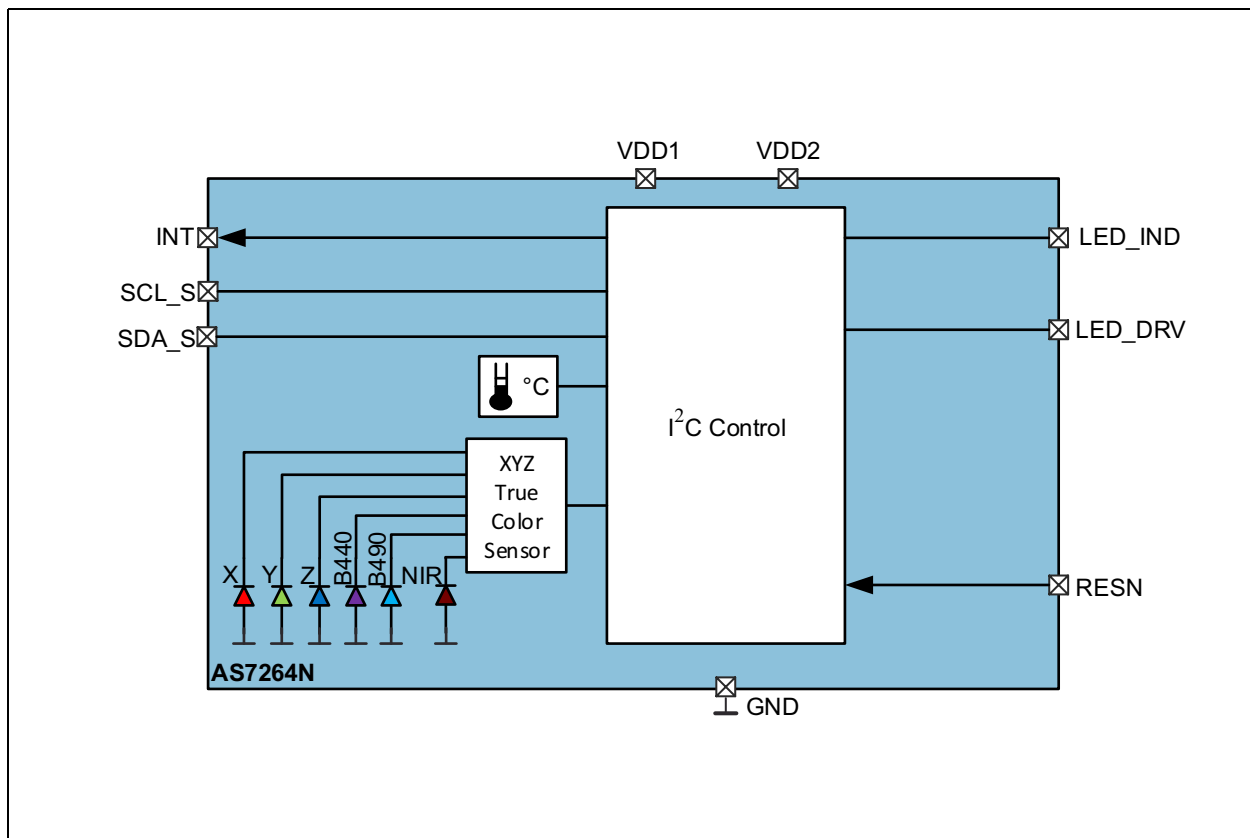 VDD1
VDD2
INT
LED_IND
SCL_S
SDA_S
LED_DRV
°C
I²C Control
XYZ
True
Color
Sensor
X
Y
Z
B440
B490
NIR
RESN
AS7264N
GND